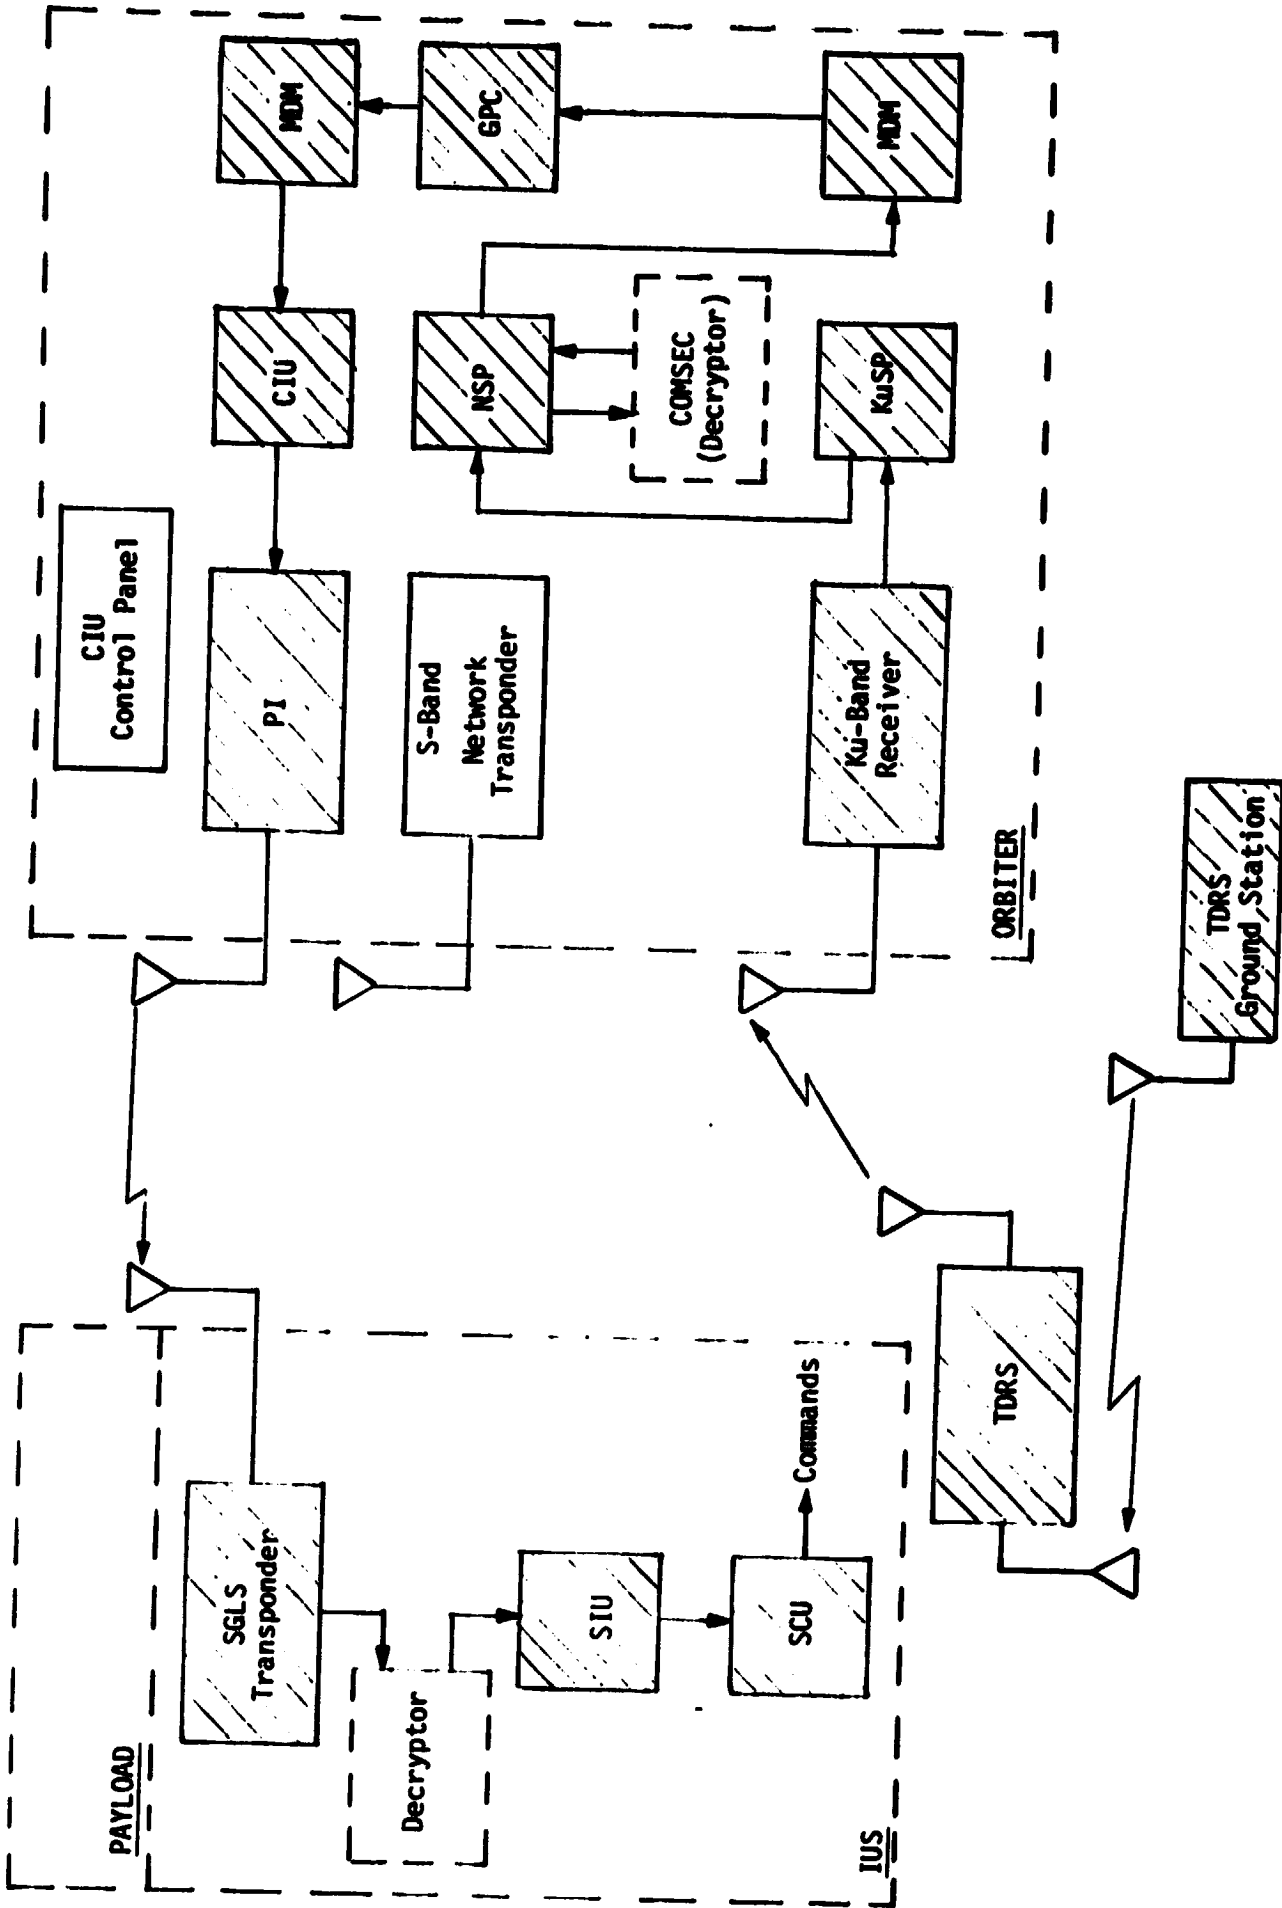 PAYLOAD
SGLS
Transponder
Decryptor
SIU
SCU
Commands
IUS
TDRS
TDRS
Ground Station
CIU
Control Panel
PI
CIU
MDM
S-Band
Network
Transponder
NSP
GPC
COMSEC
(Decryptor)
Ku-Band
Receiver
KuSP
MDM
ORBITER